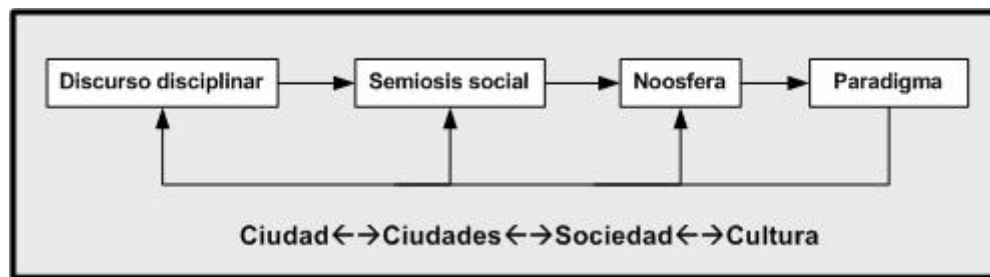 Discurso disciplinar Semiosis social Noosfera Paradigma
Ciudad←→Ciudades←→Sociedad←→Cultura